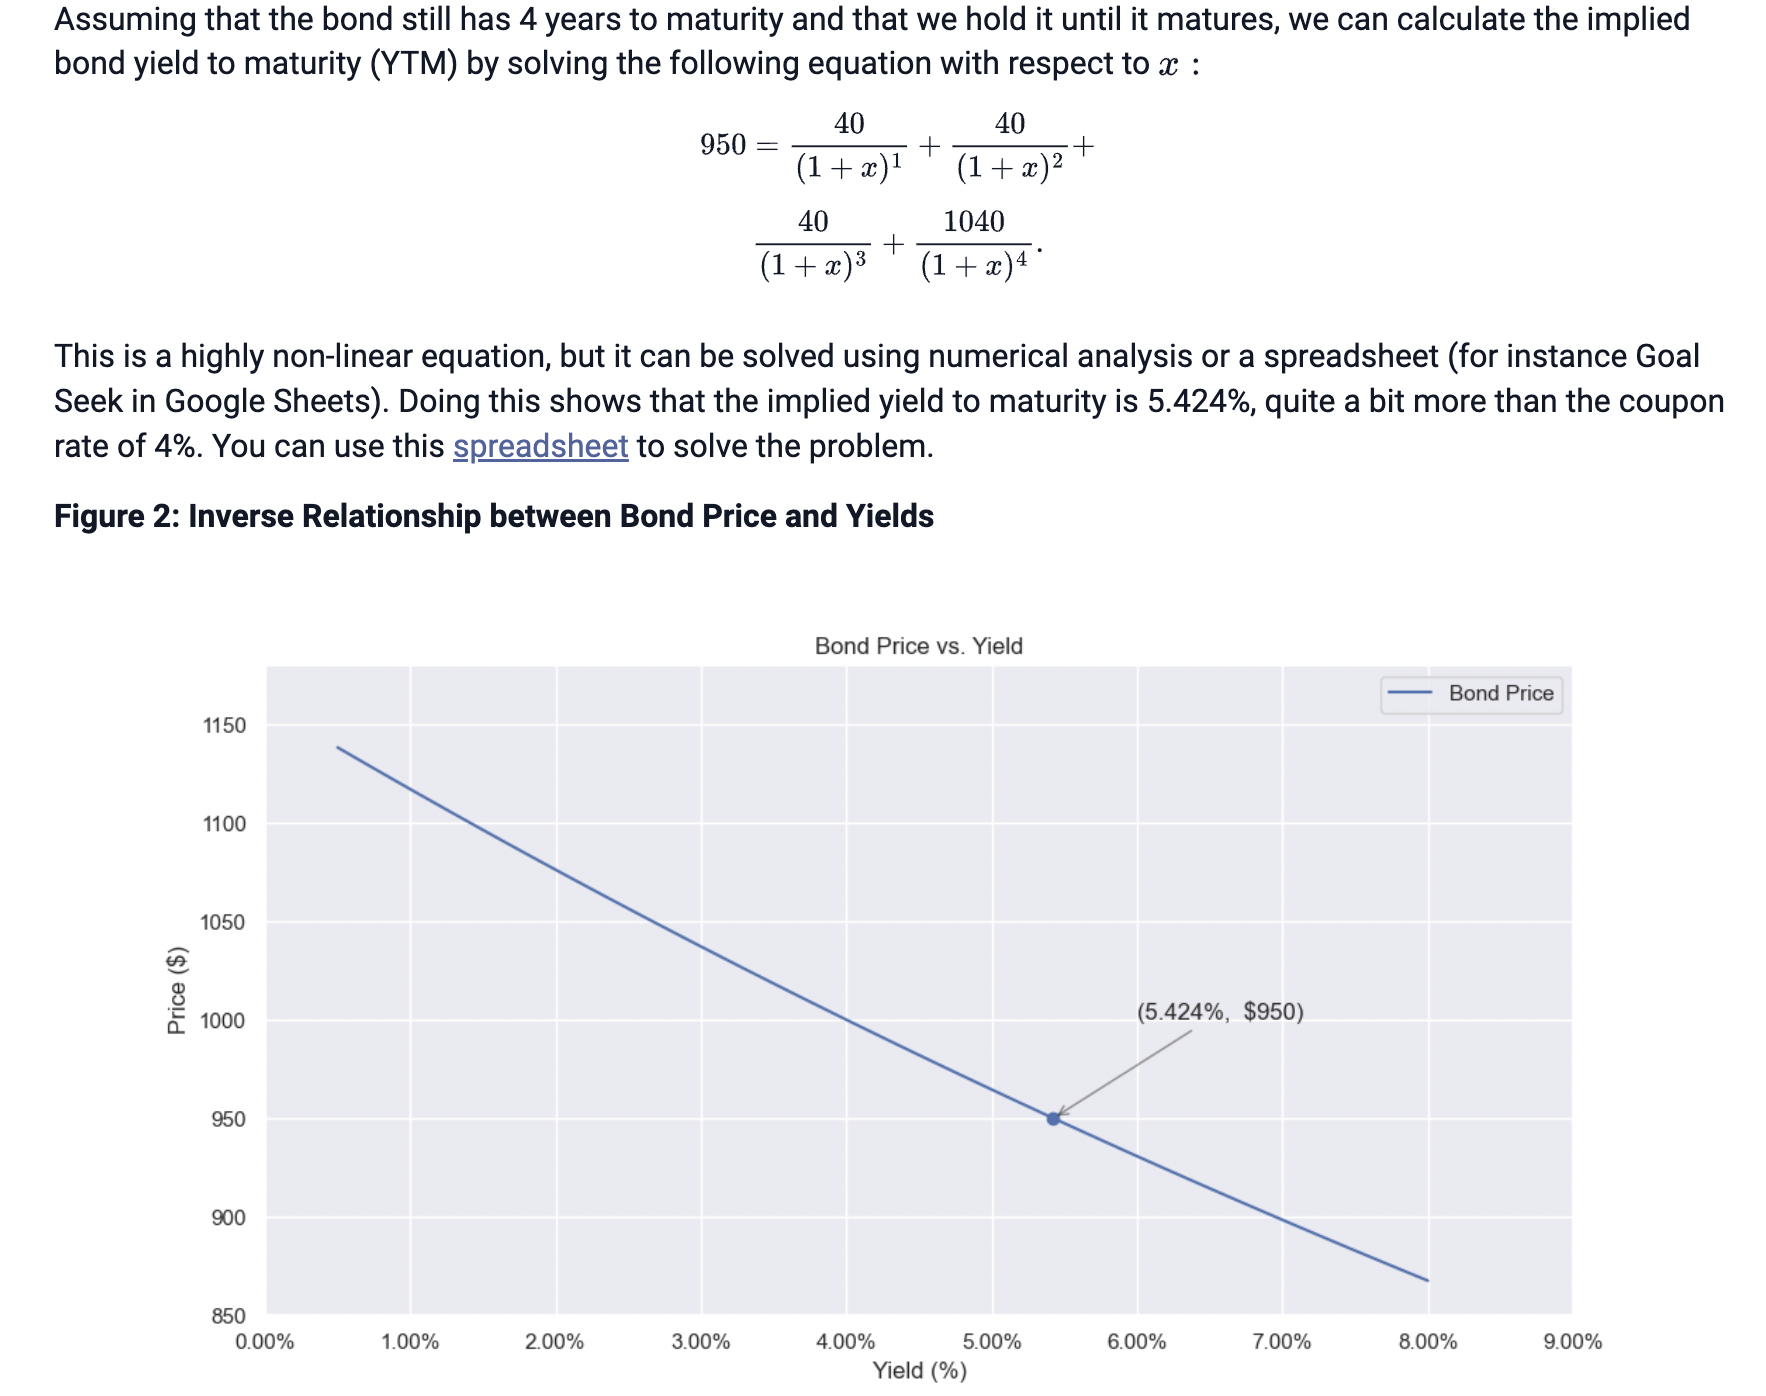 Assuming that the bond still has 4 years to maturity and that we hold it until it matures, we can calculate the implied
bond yield to maturity (YTM) by solving the following equation with respect to x :
950 = 40/(1 + x)¹ + 40/(1 + x)² +
40/(1 + x)³ + 1040/(1 + x)⁴.
This is a highly non-linear equation, but it can be solved using numerical analysis or a spreadsheet (for instance Goal
Seek in Google Sheets). Doing this shows that the implied yield to maturity is 5.424%, quite a bit more than the coupon
rate of 4%. You can use this spreadsheet to solve the problem.
Figure 2: Inverse Relationship between Bond Price and Yields
Bond Price vs. Yield
Bond Price
1150
1100
1050
1000
950
900
850
Price ($)
(5.424%, $950)
0.00% 1.00% 2.00% 3.00% 4.00% 5.00% 6.00% 7.00% 8.00% 9.00%
Yield (%)